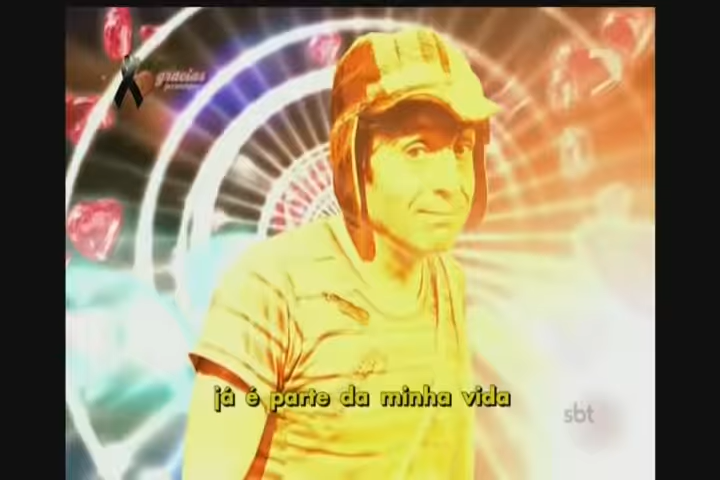 gracias
já é parte da minha vida
sbt